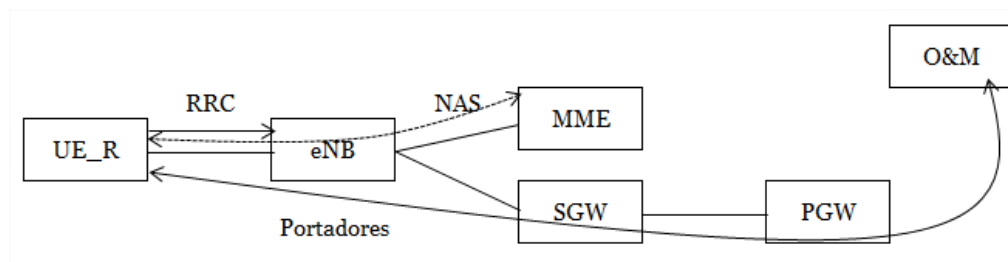 O&M
RRC
NAS
MME
UE_R
eNB
SGW
PGW
Portadores